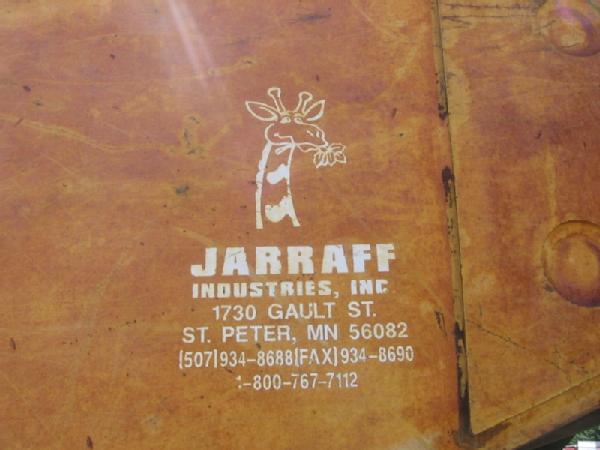 JARRAFF
INDUSTRIES, INC
1730 GAULT ST.
ST. PETER, MN 56082
(507)934-8688(FAX)934-8690
1-800-767-7112